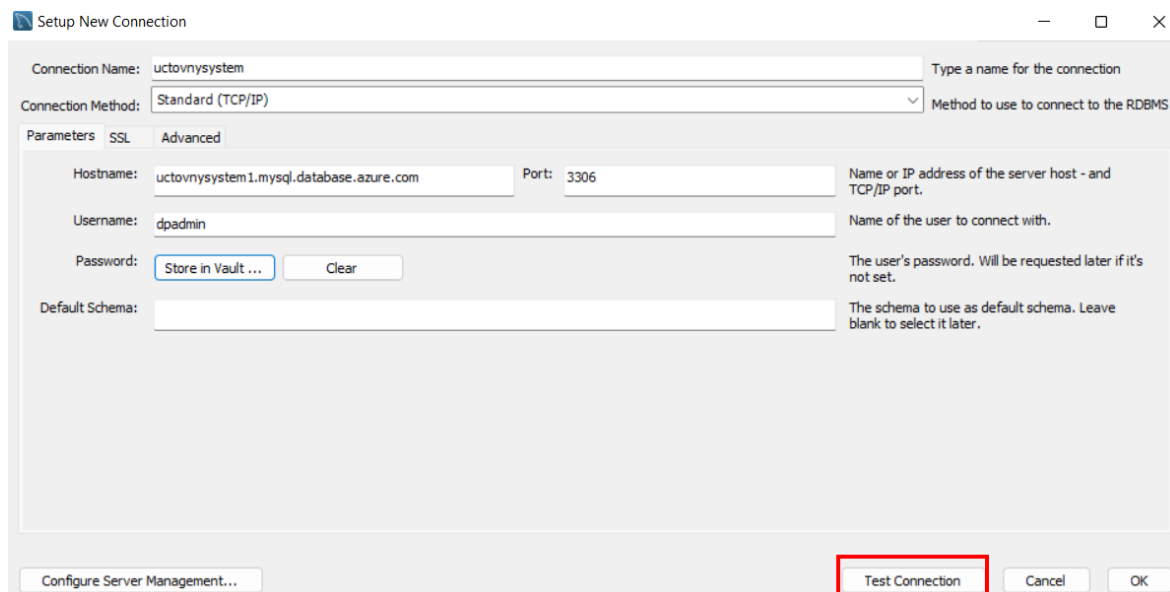 Setup New Connection
Connection Name: uctovnysystem Type a name for the connection
Connection Method: Standard (TCP/IP) Method to use to connect to the RDBMS
Parameters SSL Advanced
Hostname: uctovnysystem1.mysql.database.azure.com Port: 3306 Name or IP address of the server host - and
TCP/IP port.
Username: dpadmin Name of the user to connect with.
Password: Store in Vault ... Clear The user's password. Will be requested later if it's
not set.
Default Schema: The schema to use as default schema. Leave
blank to select it later.
Configure Server Management... Test Connection Cancel OK